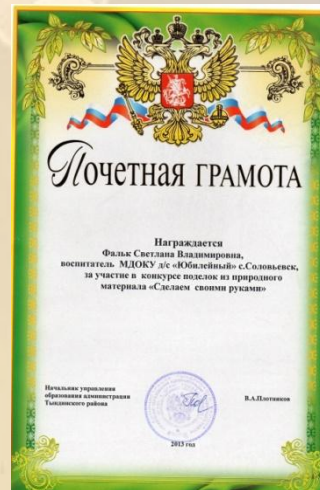 Почетная ГРАМОТА
Награждается
Фальк Светлана Владимировна,
воспитатель МДОКУ д/с «Юбилейный» с.Соловьевск,
за участие в конкурсе поделок из природного
материала «Сделаем своими руками»
Начальник управления
образования администрации
Тындинского района
В.А.Плотников
2013 год